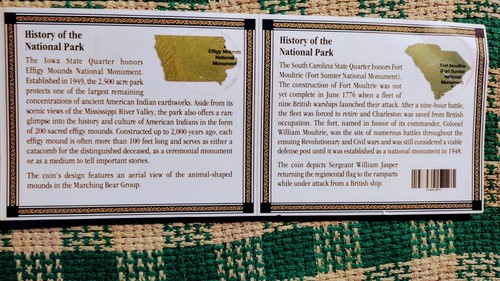 History of the
National Park
Effigy Mounds
National
Monument
The Iowa State Quarter honors
Effigy Mounds National Monument.
Established in 1949, the 2,500 acre park
protects one of the largest remaining
concentrations of ancient American Indian earthworks. Aside from its
scenic views of the Mississippi River Valley, the park also offers a rare
glimpse into the history and culture of American Indians in the form
of 200 sacred effigy mounds. Constructed up to 2,000 years ago, each
effigy mound is often more than 100 feet long and serves as either a
catacomb for the distinguished deceased, as a ceremonial monument
or as a medium to tell important stories.
The coin's design features an aerial view of the animal-shaped
mounds in the Marching Bear Group.
History of the
National Park
Fort Moultrie
(Fort Sumter
National
Monument)
The South Carolina State Quarter honors Fort
Moultrie (Fort Sumter National Monument).
The construction of Fort Moultrie was not
yet complete in June 1776 when a fleet of
nine British warships launched their attack. After a nine-hour battle,
the fleet was forced to retire and Charleston was saved from British
occupation. The fort, named in honor of its commander, Colonel
William Moultrie, was the site of numerous battles throughout the
ensuing Revolutionary and Civil wars and was still considered a viable
defense post until it was established as a national monument in 1948.
The coin depicts Sergeant William Jasper
returning the regimental flag to the ramparts
while under attack from a British ship.